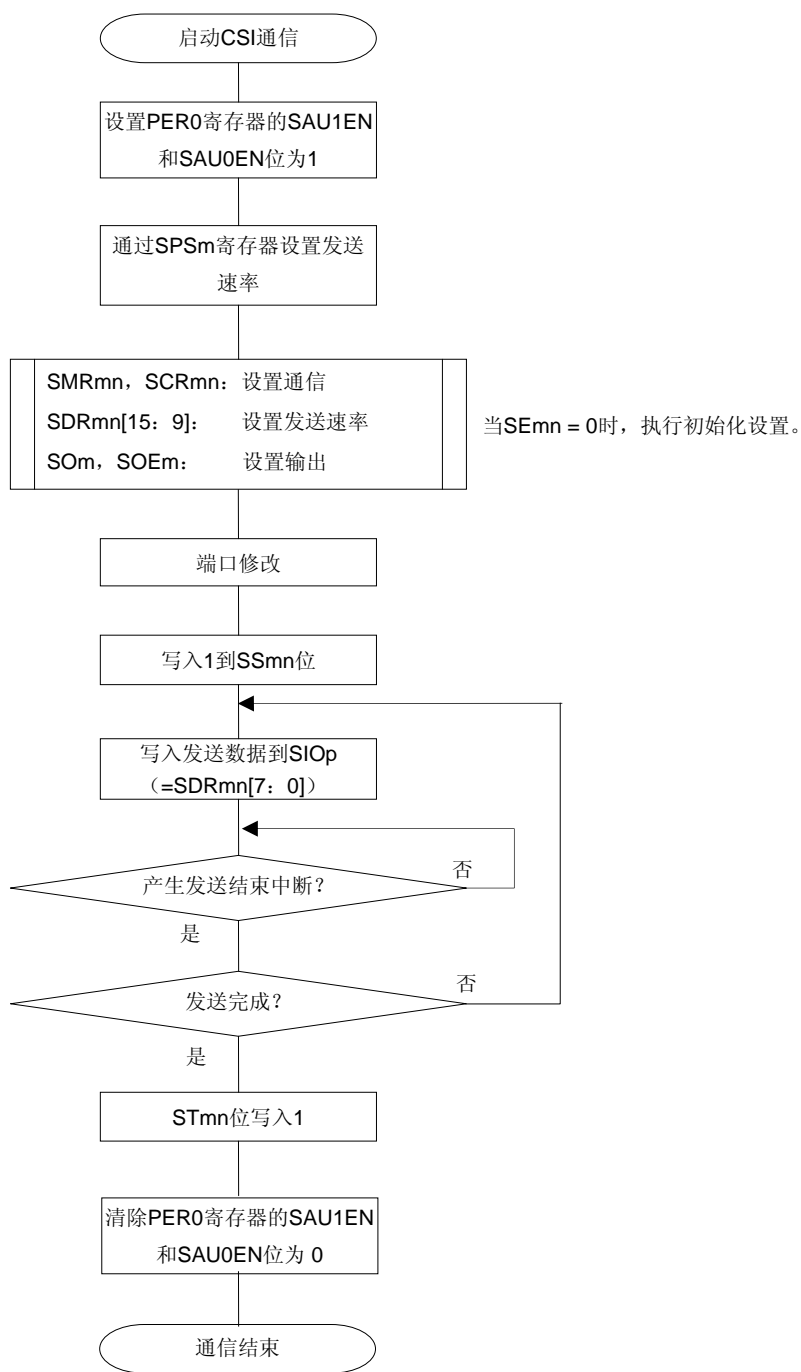 启动CSI通信
设置PER0寄存器的SAU1EN
和SAU0EN位为1
通过SPSm寄存器设置发送
速率
SMRmn，SCRmn：设置通信
SDRmn[15：9]： 设置发送速率
SOm，SOEm： 设置输出
当SEmn = 0时，执行初始化设置。
端口修改
写入1到SSmn位
写入发送数据到SIOp
（=SDRmn[7：0]）
产生发送结束中断？
否
是
发送完成？
否
是
STmn位写入1
清除PER0寄存器的SAU1EN
和SAU0EN位为 0
通信结束